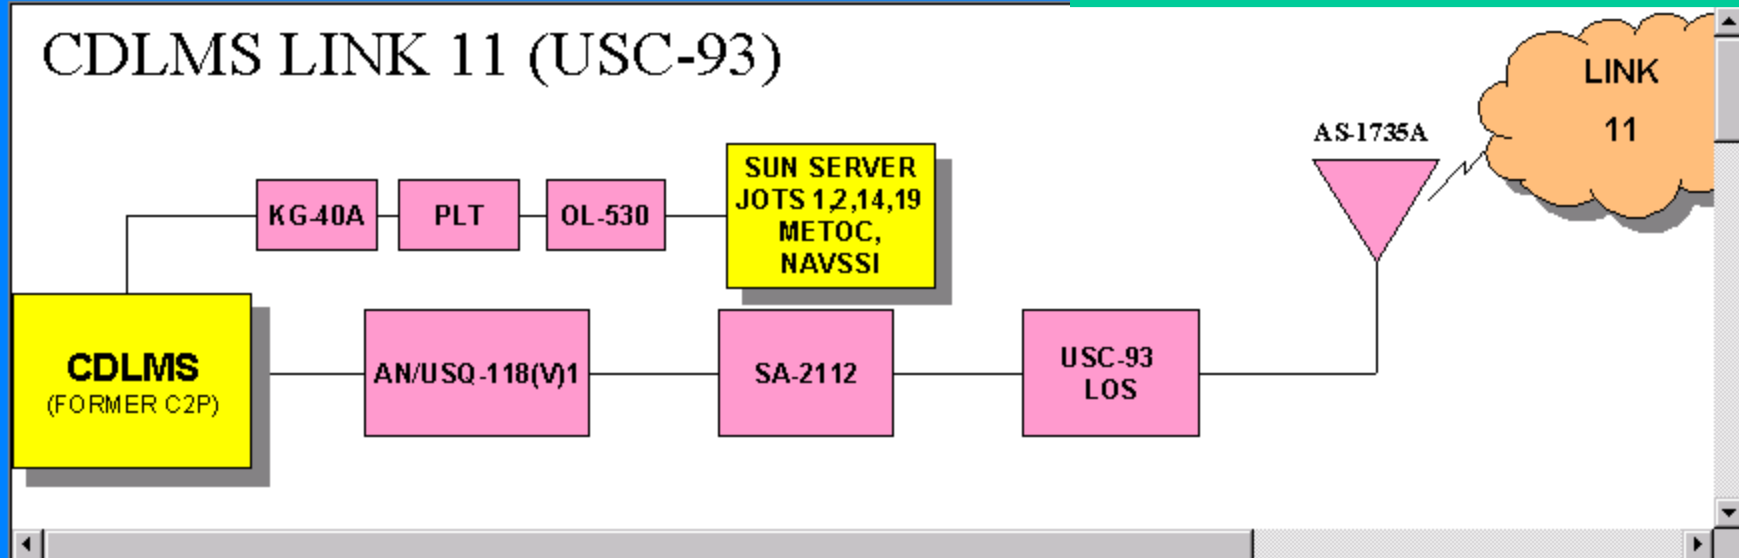 CDLMS LINK 11 (USC-93)
LINK
11
AS-1735A
SUN SERVER
JOTS 1,2,14,19
METOC,
NAVSSI
KG-40A
PLT
OL-530
CDLMS
(FORMER C2P)
AN/USQ-118(V)1
SA-2112
USC-93
LOS